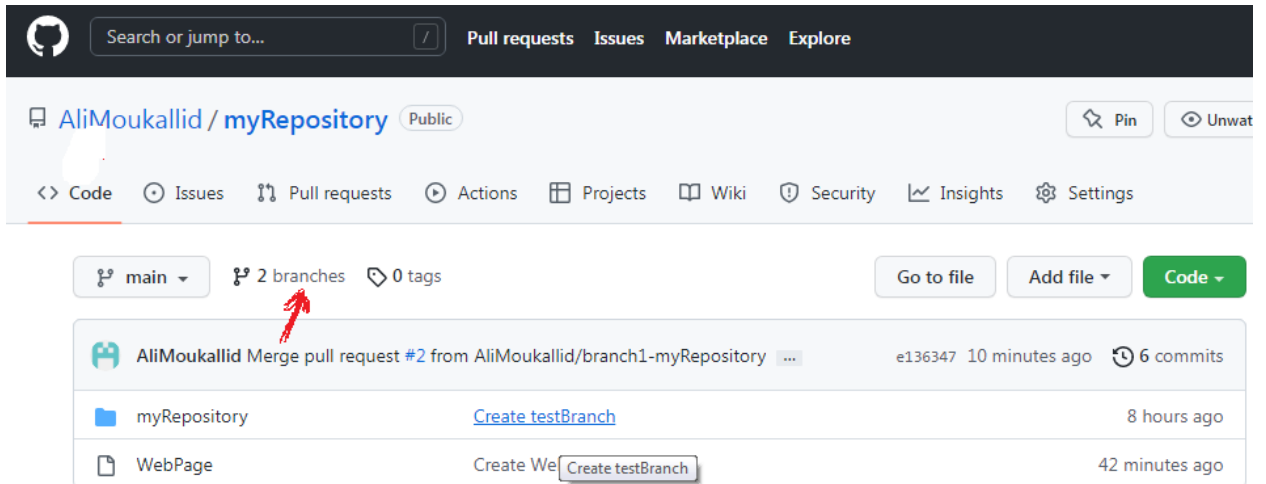 Search or jump to... / Pull requests Issues Marketplace Explore
AliMoukallid / myRepository Public Pin Unwat
<> Code Issues Pull requests Actions Projects Wiki Security Insights Settings
main 2 branches 0 tags Go to file Add file Code
AliMoukallid Merge pull request #2 from AliMoukallid/branch1-myRepository ... e136347 10 minutes ago 6 commits
myRepository Create testBranch 8 hours ago
WebPage Create We Create testBranch 42 minutes ago